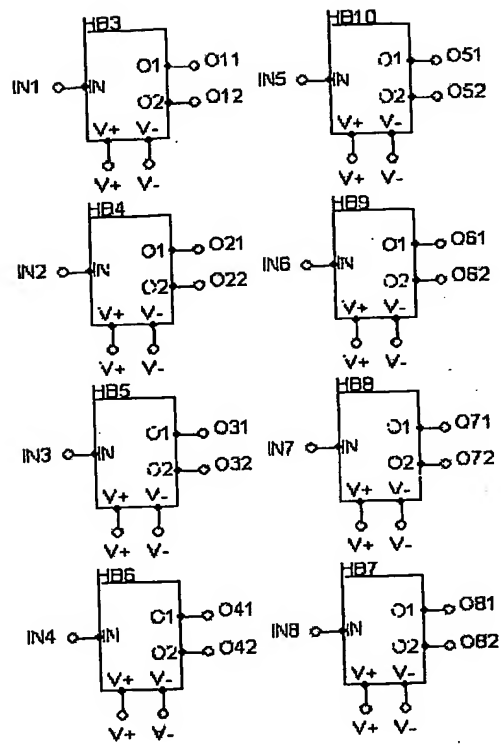 HB3
IN1 IN O1 O11
O2 O12
V+ V-
V+ V-
HB4
IN2 IN O1 O21
O2 O22
V+ V-
V+ V-
HB5
IN3 IN O1 O31
O2 O32
V+ V-
V+ V-
HB6
IN4 IN O1 O41
O2 O42
V+ V-
V+ V-
HB10
IN5 IN O1 O51
O2 O52
V+ V-
V+ V-
HB9
IN6 IN O1 O61
O2 O62
V+ V-
V+ V-
HB8
IN7 IN O1 O71
O2 O72
V+ V-
V+ V-
HB7
IN8 IN O1 O81
O2 O82
V+ V-
V+ V-